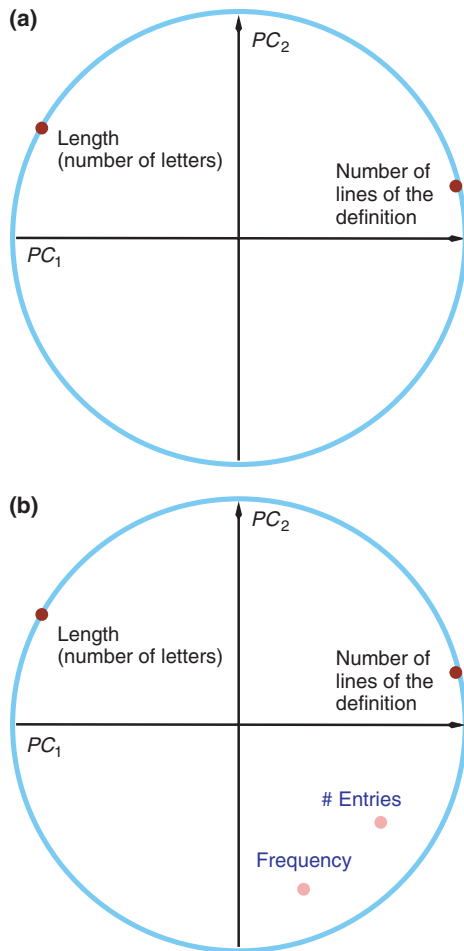 (a)
PC2
Length
(number of letters)
Number of
lines of the
definition
PC1
(b)
PC2
Length
(number of letters)
Number of
lines of the
definition
PC1
# Entries
Frequency